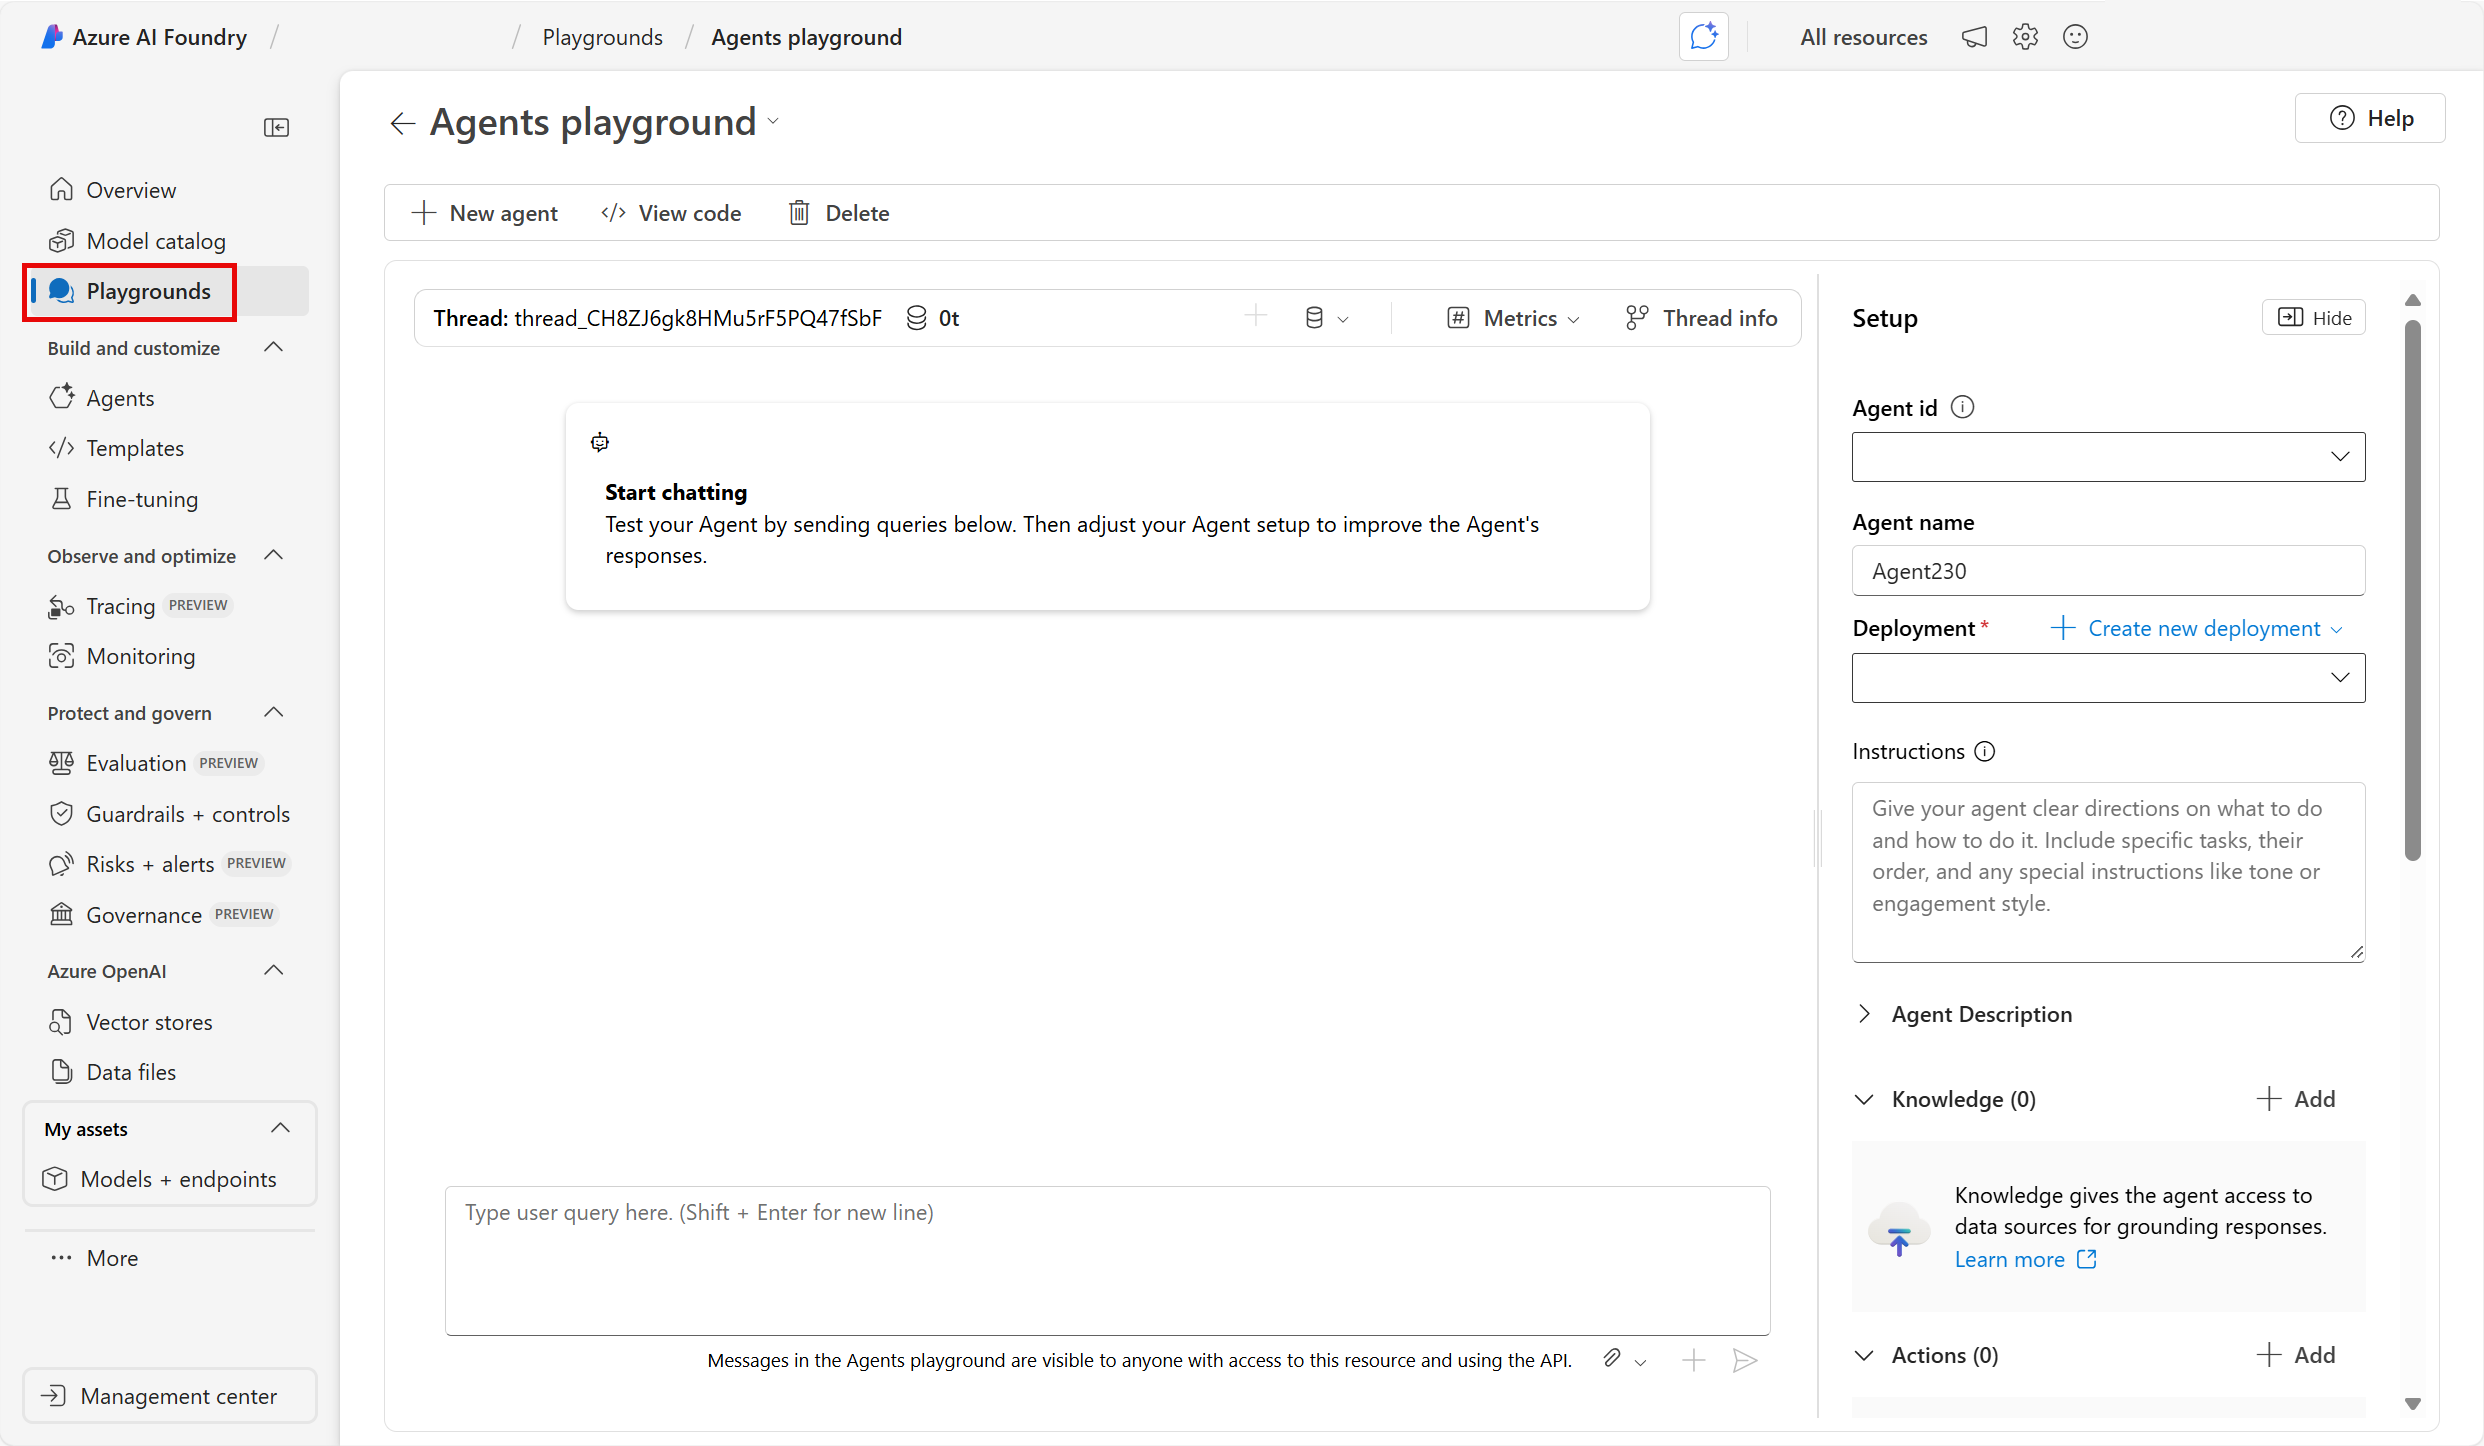 Azure AI Foundry / / Playgrounds / Agents playground
All resources
Agents playground
Help
Overview
Model catalog
Playgrounds
Build and customize
Agents
Templates
Fine-tuning
Observe and optimize
Tracing PREVIEW
Monitoring
Protect and govern
Evaluation PREVIEW
Guardrails + controls
Risks + alerts PREVIEW
Governance PREVIEW
Azure OpenAI
Vector stores
Data files
My assets
Models + endpoints
More
Management center
New agent
View code
Delete
Thread: thread_CH8ZJ6gk8HMu5rF5PQ47fSbF 0t
Metrics
Thread info
Start chatting
Test your Agent by sending queries below. Then adjust your Agent setup to improve the Agent's
responses.
Type user query here. (Shift + Enter for new line)
Messages in the Agents playground are visible to anyone with access to this resource and using the API.
Setup
Hide
Agent id
Agent name
Agent230
Deployment *
Create new deployment
Instructions
Give your agent clear directions on what to do
and how to do it. Include specific tasks, their
order, and any special instructions like tone or
engagement style.
Agent Description
Knowledge (0)
Add
Knowledge gives the agent access to
data sources for grounding responses.
Learn more
Actions (0)
Add